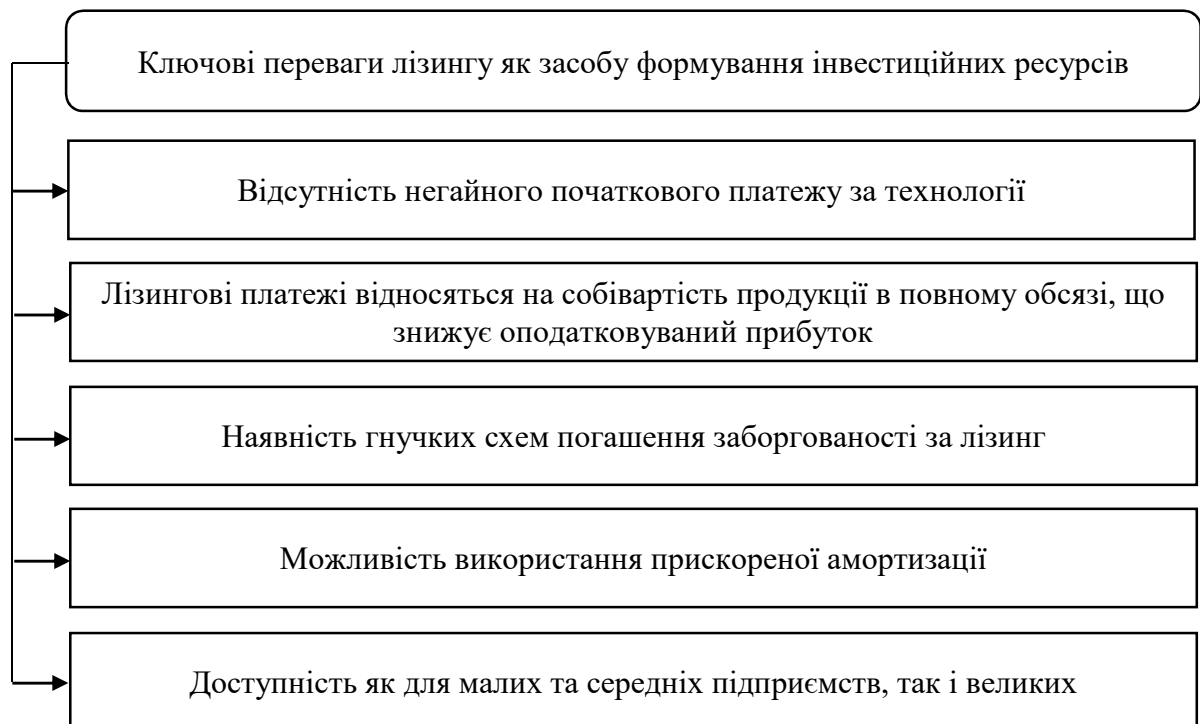 Ключові переваги лізингу як засобу формування інвестиційних ресурсів
Відсутність негайного початкового платежу за технології
Лізингові платежі відносяться на собівартість продукції в повному обсязі, що
знижує оподатковуваний прибуток
Наявність гнучких схем погашення заборгованості за лізинг
Можливість використання прискореної амортизації
Доступність як для малих та середніх підприємств, так і великих